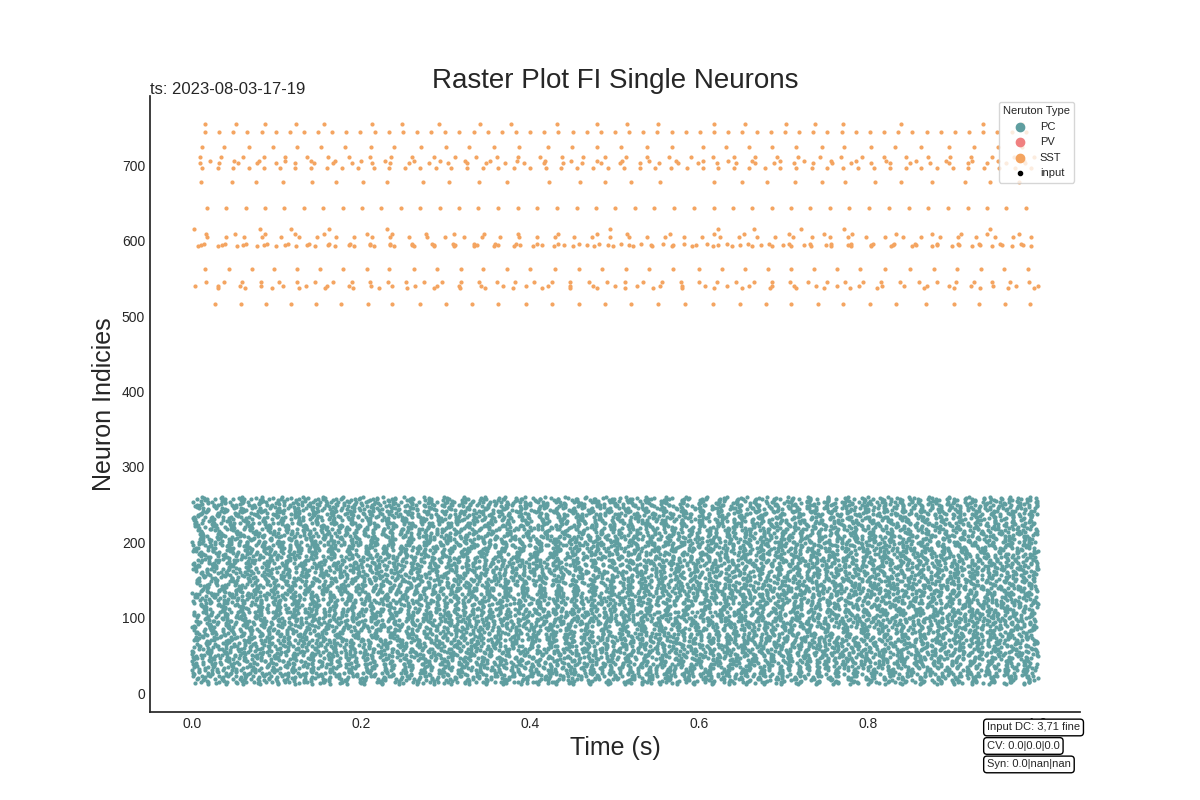 Raster Plot FI Single Neurons
ts: 2023-08-03-17-19
Neruton Type
PC
PV
SST
input
700
600
500
400
300
200
100
0
Neuron Indicies
0.0 0.2 0.4 0.6 0.8
Time (s)
Input DC: 3,71 fine
CV: 0.0|0.0|0.0
Syn: 0.0|nan|nan